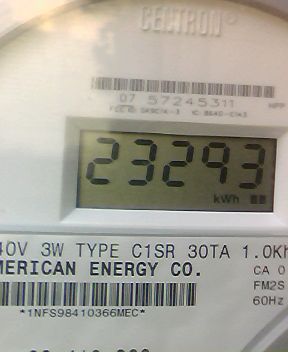 CENTRON®
07 57245311
23293
kWh
40V 3W TYPE C1SR 30TA 1.0Kh
MERICAN ENERGY CO.
CA 0
FM2S
60Hz
*1NFS98410366MEC*